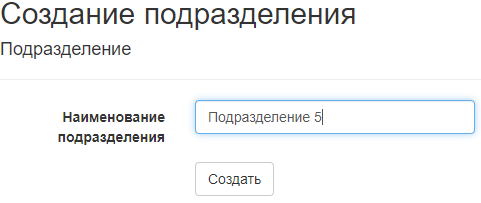 Создание подразделения
Подразделение
Наименование
подразделения
Подразделение 5
Создать